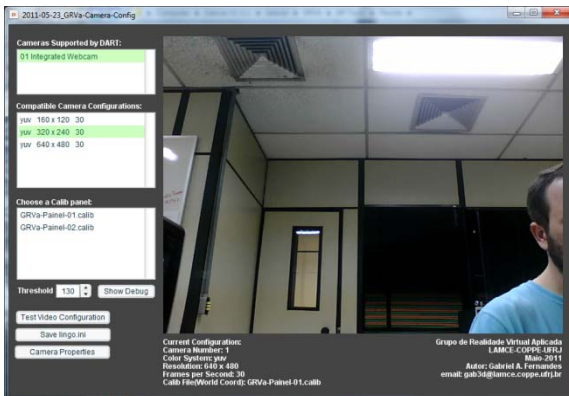 2011-05-23_GRVa-Camera-Config
Cameras Supported by DART:
01 Integrated Webcam
Compatible Camera Configurations:
yuv 160 x 120 30
yuv 320 x 240 30
yuv 640 x 480 30
Choose a Calib panel:
GRVa-Painel-01.calib
GRVa-Painel-02.calib
Threshold 130 Show Debug
Test Video Configuration
Save lingo.ini
Camera Properties
Current Configuration:
Camera Number: 1
Color System: yuv
Resolution: 640 x 480
Frames per Second: 30
Calib File(World Coord): GRVa-Painel-01.calib
Grupo de Realidade Virtual Aplicada
LAMCE-COPPE-UFRJ
Maio-2011
Autor: Gabriel A. Fernandes
email: gab3d@lamce.coppe.ufrj.br